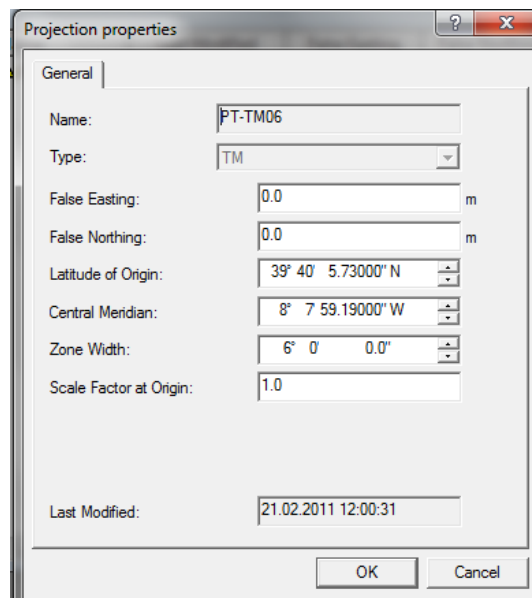 Projection properties
General
Name: PT-TM06
Type: TM
False Easting: 0.0 m
False Northing: 0.0 m
Latitude of Origin: 39° 40' 5.73000" N
Central Meridian: 8° 7' 59.19000" W
Zone Width: 6° 0' 0.0"
Scale Factor at Origin: 1.0
Last Modified: 21.02.2011 12:00:31
OK Cancel